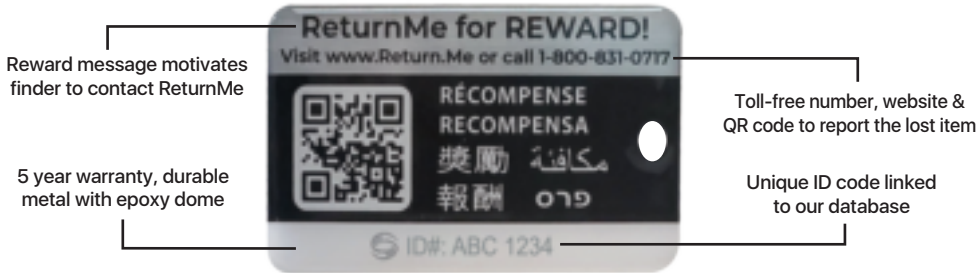 ReturnMe for REWARD!
Visit www.Return.Me or call 1-800-831-0717
Reward message motivates
finder to contact ReturnMe
Toll-free number, website &
QR code to report the lost item
RÉCOMPENSE
RECOMPENSA
獎勵 مكافئة
報酬 פרס
5 year warranty, durable
metal with epoxy dome
Unique ID code linked
to our database
ID#: ABC 1234